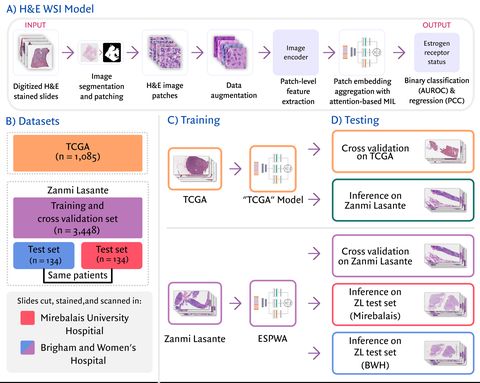 A) H&E WSI Model
INPUT
OUTPUT
Digitized H&E
stained slides
Image
segmentation
and patching
H&E image
patches
Data
augmentation
Image
encoder
Patch-level
feature
extraction
Patch embedding
aggregation with
attention-based MIL
Estrogen
receptor
status
Binary classification
(AUROC) &
regression (PCC)
B) Datasets
TCGA
(n = 1,085)
Zanmi Lasante
Training and
cross validation set
(n = 3,448)
Test set
(n = 134)
Test set
(n = 134)
Same patients
Slides cut, stained,and scanned in:
Mirebalais University
Hospitial
Brigham and Women's
Hospital
C) Training
TCGA
"TCGA" Model
Zanmi Lasante
ESPWA
D) Testing
Cross validation
on TCGA
Inference on
Zanmi Lasante
Cross validation
on Zanmi Lasante
Inference on
ZL test set
(Mirebalais)
Inference on
ZL test set
(BWH)